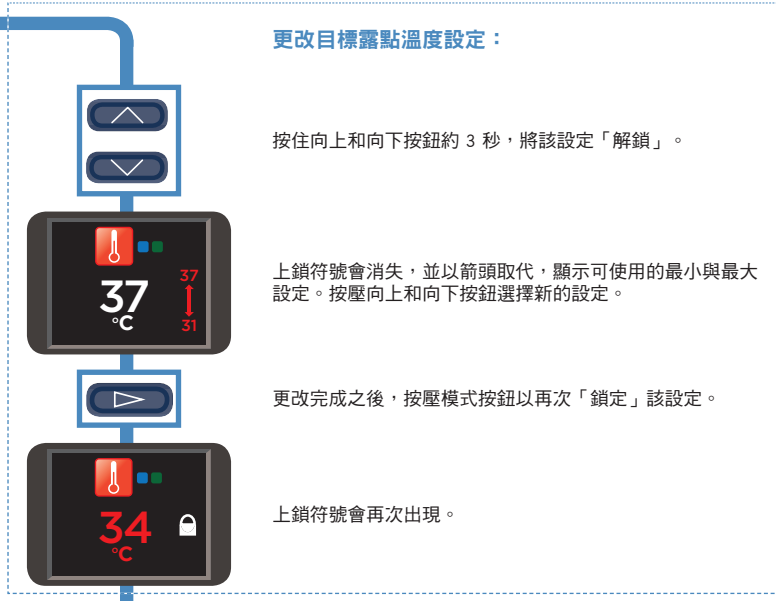 更改目標露點溫度設定：
按住向上和向下按鈕約 3 秒，將該設定「解鎖」。
37
°C
37
31
上鎖符號會消失，並以箭頭取代，顯示可使用的最小與最大
設定。按壓向上和向下按鈕選擇新的設定。
更改完成之後，按壓模式按鈕以再次「鎖定」該設定。
34
°C
上鎖符號會再次出現。